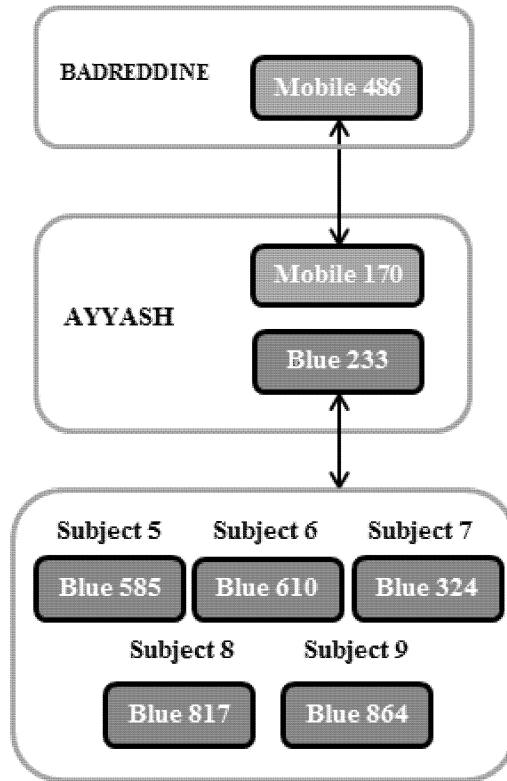 BADREDDINE
Mobile 486
Mobile 170
AYYASH
Blue 233
Subject 5 Subject 6 Subject 7
Blue 585 Blue 610 Blue 324
Subject 8 Subject 9
Blue 817 Blue 864